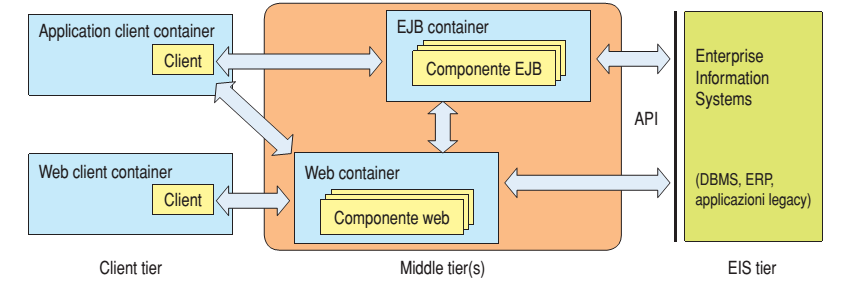 Application client container
Client
EJB container
Componente EJB
Enterprise
Information
Systems
API
Web client container
Client
Web container
Componente web
(DBMS, ERP,
applicazioni legacy)
Client tier
Middle tier(s)
EIS tier